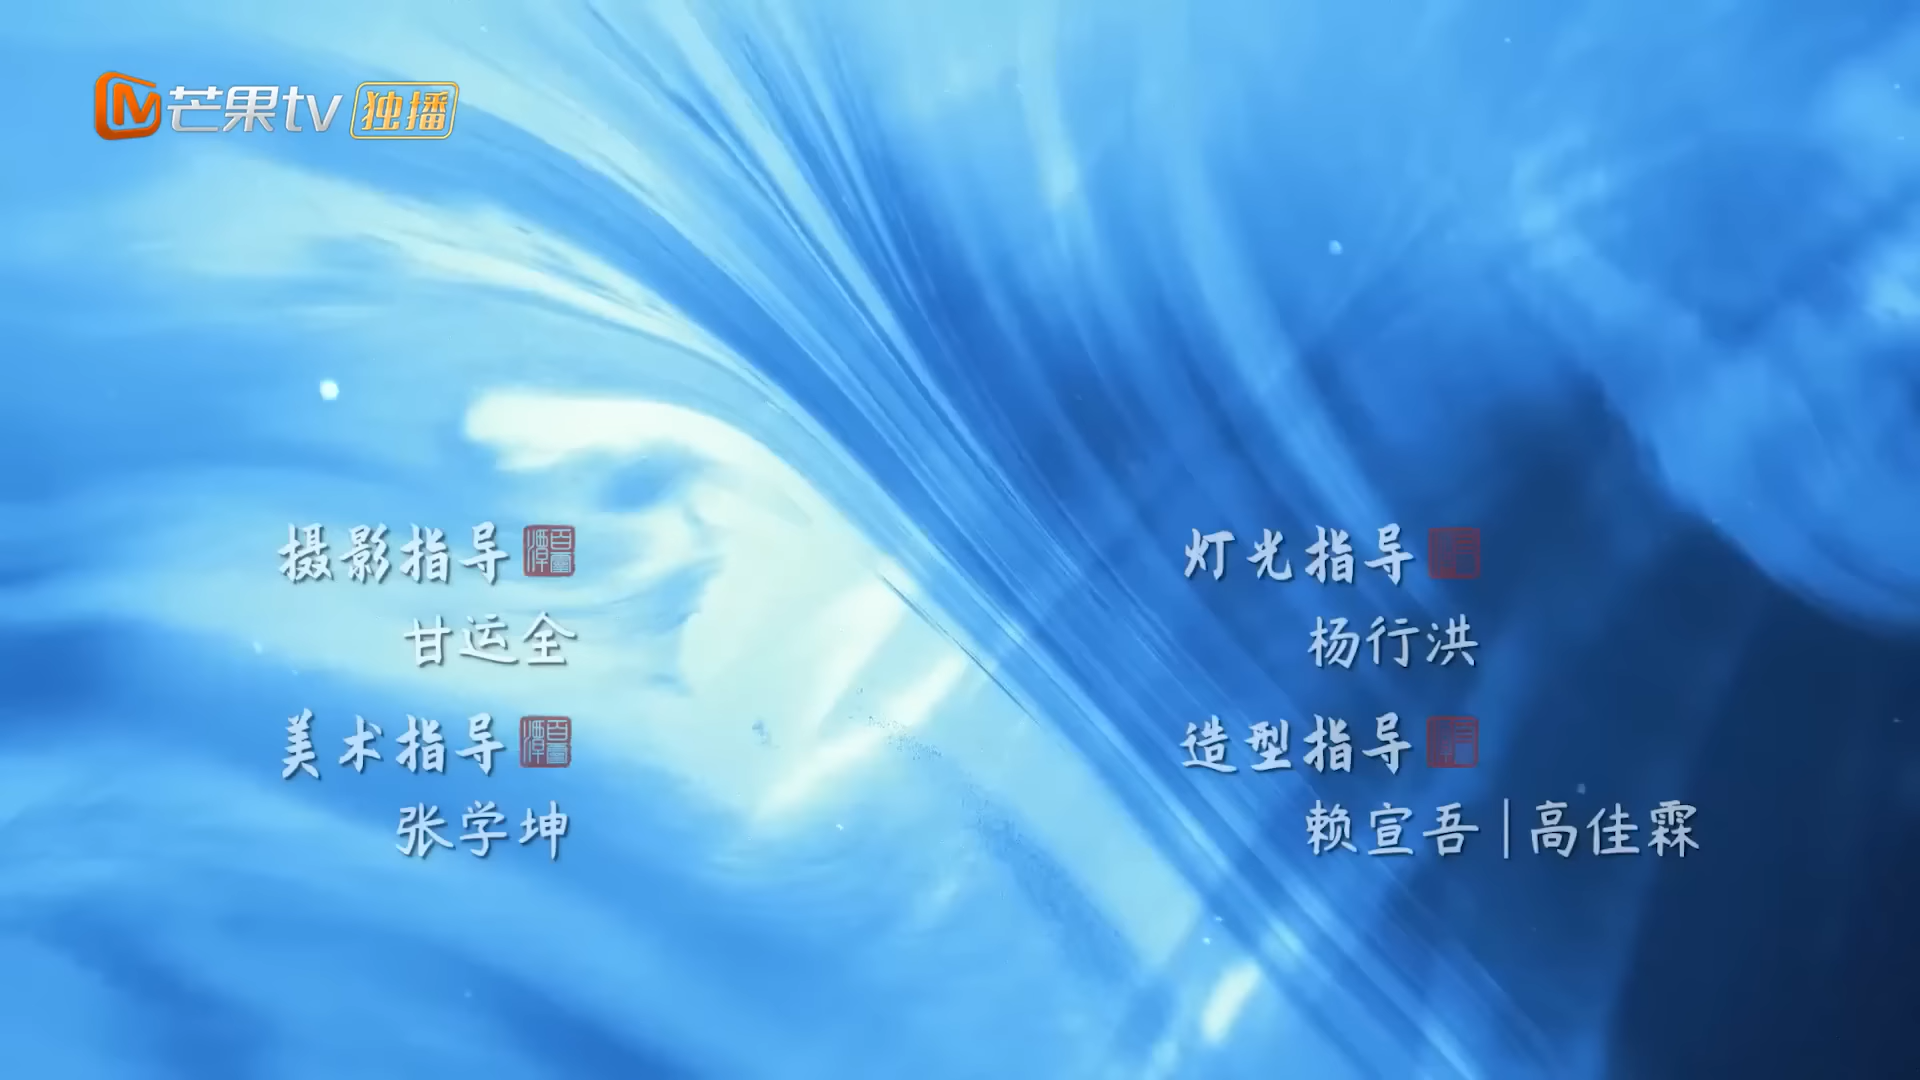 芒果tv 独播
摄影指导
甘运全
美术指导
张学坤
灯光指导
杨行洪
造型指导
赖宣吾|高佳霖